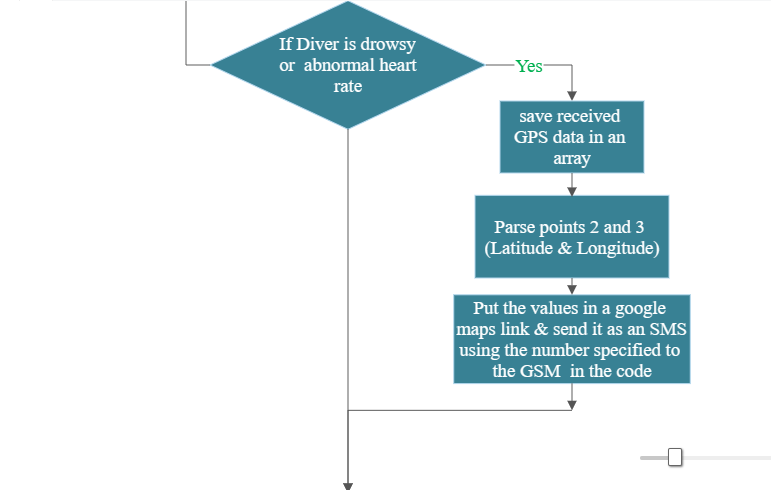 If Diver is drowsy
or abnormal heart
rate
Yes
save received
GPS data in an
array
Parse points 2 and 3
(Latitude & Longitude)
Put the values in a google
maps link & send it as an SMS
using the number specified to
the GSM in the code